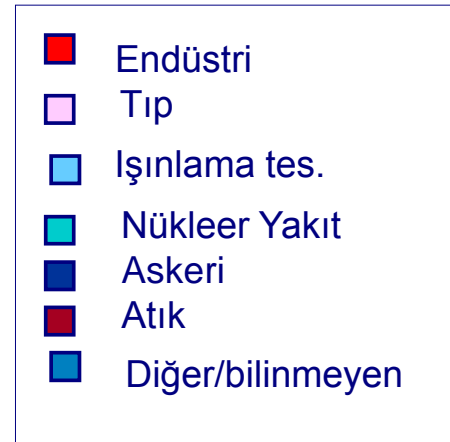 Endüstri
Tıp
Işınlama tes.
Nükleer Yakıt
Askeri
Atık
Diğer/bilinmeyen